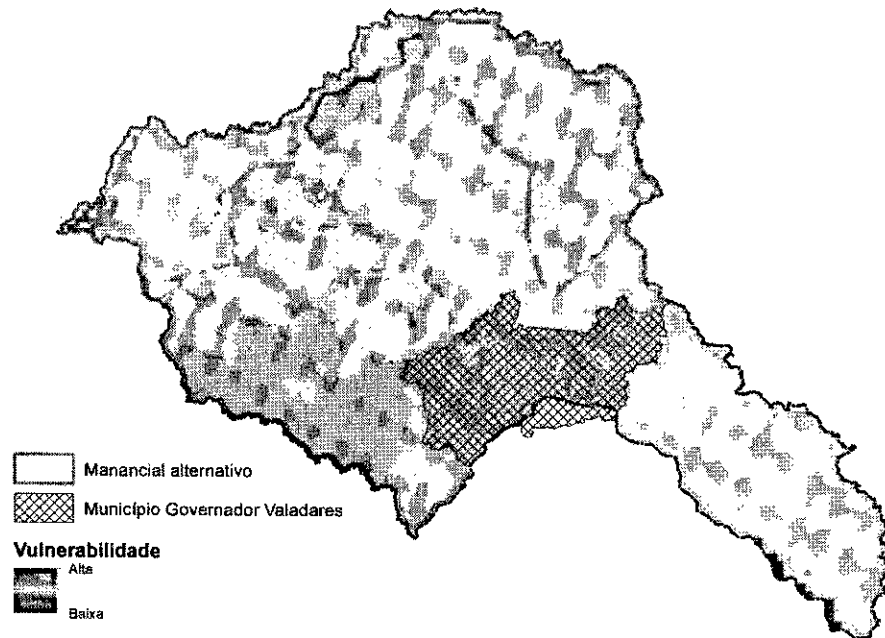 Manancial alternativo
Município Governador Valadares
Vulnerabilidade
Alta
Baixa